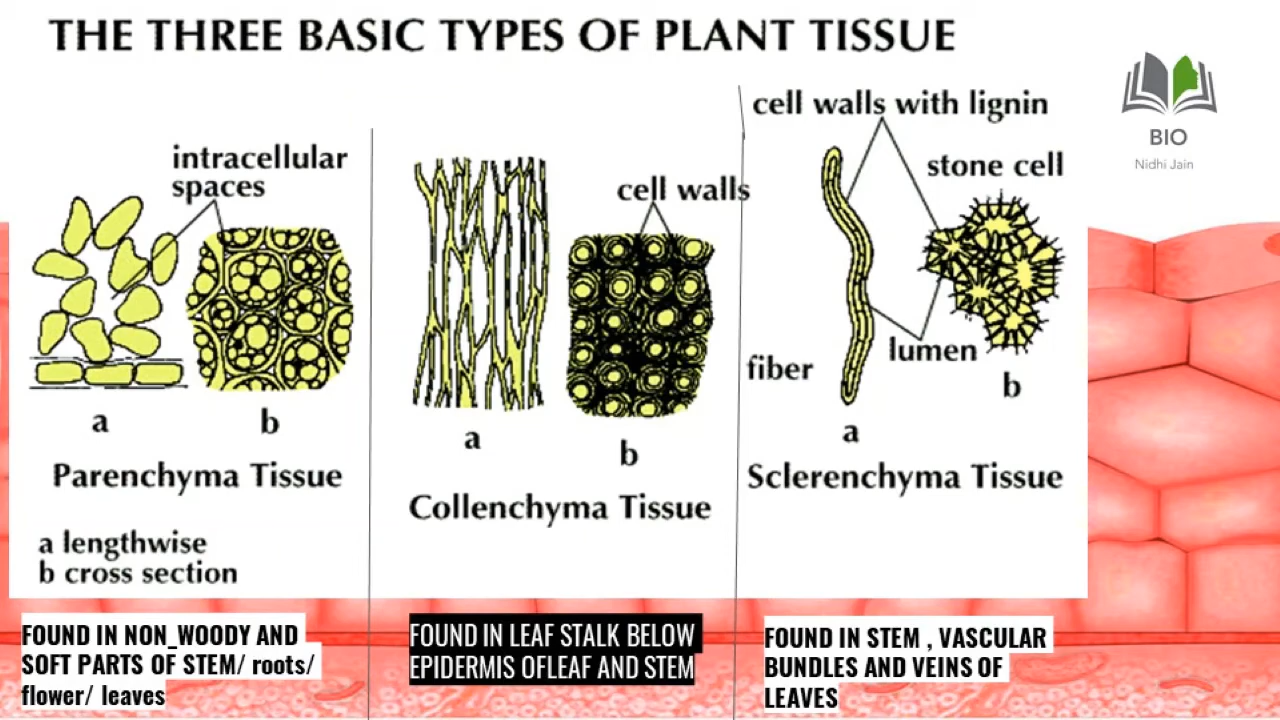 THE THREE BASIC TYPES OF PLANT TISSUE
BIO
Nidhi Jain
intracellular
spaces
a
b
Parenchyma Tissue
a lengthwise
b cross section
cell walls
a
b
Collenchyma Tissue
cell walls with lignin
stone cell
lumen
fiber
b
a
Sclerenchyma Tissue
FOUND IN NON_WOODY AND
SOFT PARTS OF STEM/ roots/
flower/ leaves
FOUND IN LEAF STALK BELOW
EPIDERMIS OFLEAF AND STEM
FOUND IN STEM , VASCULAR
BUNDLES AND VEINS OF
LEAVES